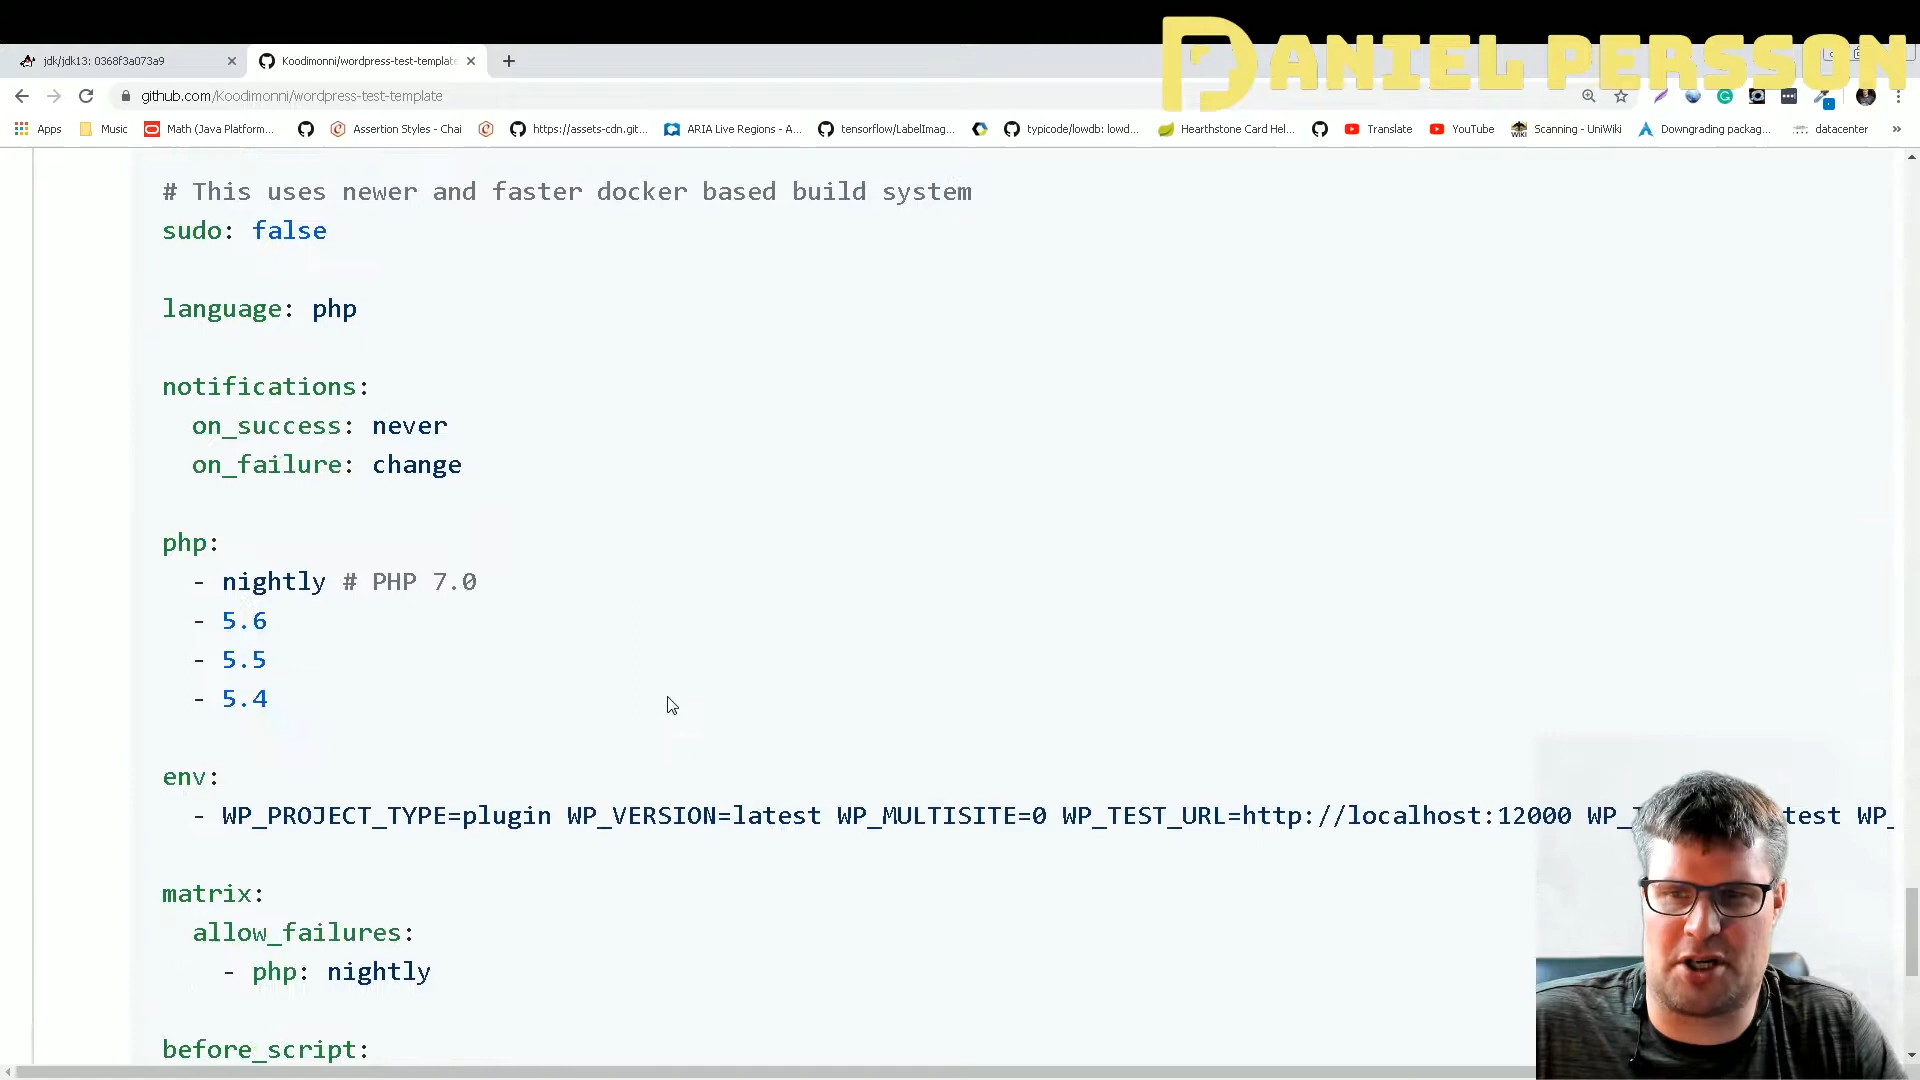 DANIEL PERSSON
jdk/jdk13: 0368f3a073a9
Koodimonni/wordpress-test-template
github.com/Koodimonni/wordpress-test-template
Apps
Music
Math (Java Platform...
Assertion Styles - Chai
https://assets-cdn.git...
ARIA Live Regions - A...
tensorflow/LabelImag...
typicode/lowdb: lowd...
Hearthstone Card Hel...
Translate
YouTube
Scanning - UniWiki
Downgrading packag...
datacenter
»
# This uses newer and faster docker based build system
sudo: false
language: php
notifications:
on_success: never
on_failure: change
php:
- nightly # PHP 7.0
- 5.6
- 5.5
- 5.4
env:
- WP_PROJECT_TYPE=plugin WP_VERSION=latest WP_MULTISITE=0 WP_TEST_URL=http://localhost:12000 WP_ test WP_
matrix:
allow_failures:
- php: nightly
before_script: